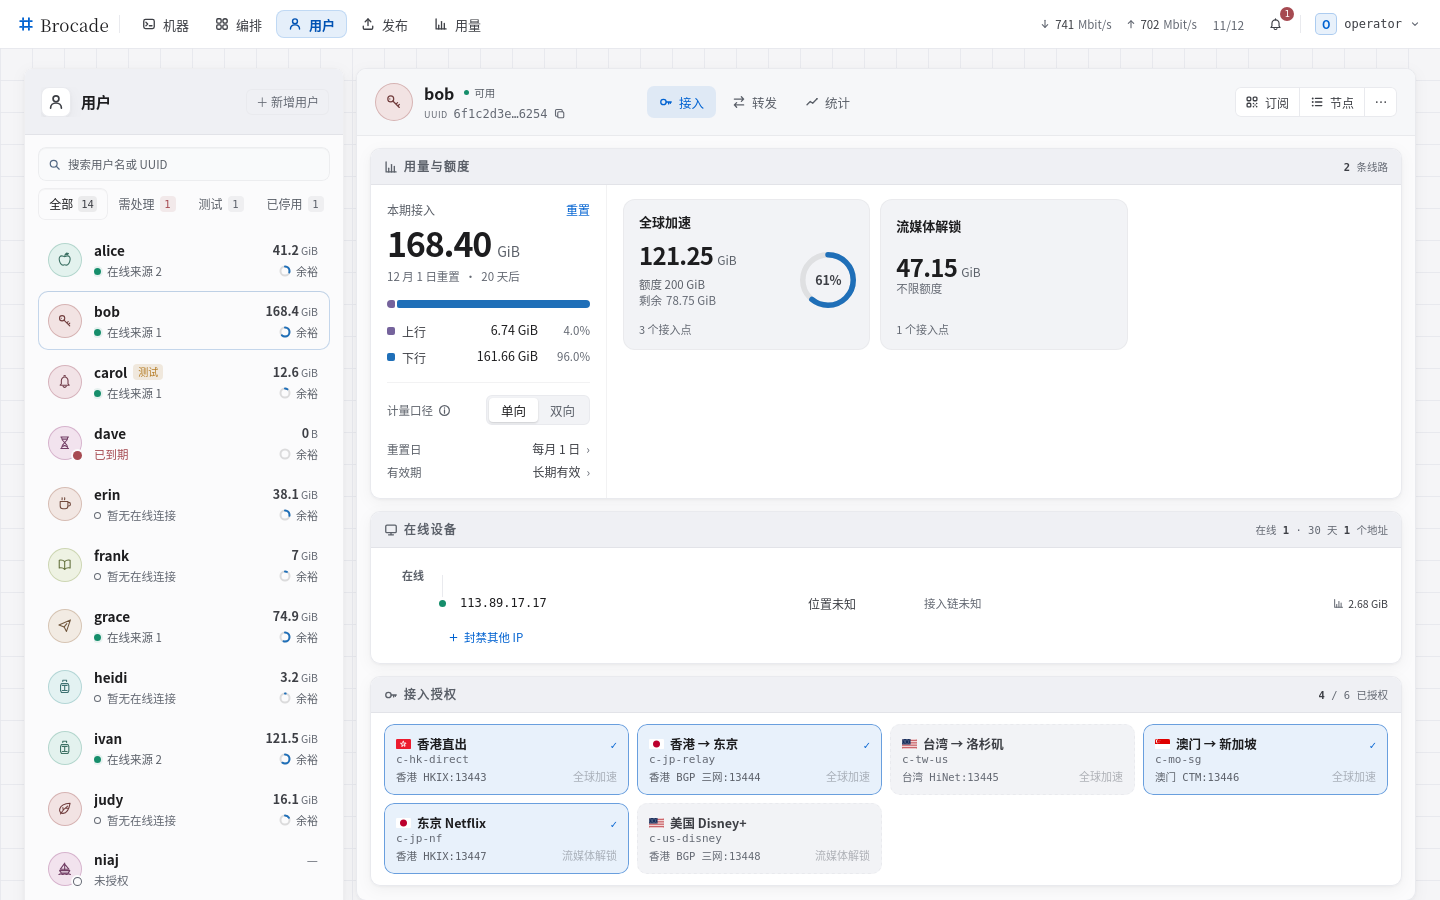 Brocade 机器 编排 用户 发布 用量 741 Mbit/s 702 Mbit/s 11/12 1 O operator
用户 + 新增用户
搜索用户名或 UUID
全部 14 需处理 1 测试 1 已停用 1
alice 41.2 GiB
在线来源 2 余裕
bob 168.4 GiB
在线来源 1 余裕
carol 测试 12.6 GiB
在线来源 1 余裕
dave 0 B
已到期 余裕
erin 38.1 GiB
暂无在线连接 余裕
frank 7 GiB
暂无在线连接 余裕
grace 74.9 GiB
在线来源 1 余裕
heidi 3.2 GiB
暂无在线连接 余裕
ivan 121.5 GiB
在线来源 2 余裕
judy 16.1 GiB
暂无在线连接 余裕
niaj —
未授权
bob 可用
UUID 6f1c2d3e…6254
接入 转发 统计
订阅 节点 ···
用量与额度 2 条线路
本期接入 重置
168.40 GiB
12 月 1 日重置 · 20 天后
上行 6.74 GiB 4.0%
下行 161.66 GiB 96.0%
计量口径 单向 双向
重置日 每月 1 日 ›
有效期 长期有效 ›
全球加速
121.25 GiB
额度 200 GiB
剩余 78.75 GiB
61%
3 个接入点
流媒体解锁
47.15 GiB
不限额度
1 个接入点
在线设备 在线 1 · 30 天 1 个地址
在线
113.89.17.17 位置未知 接入链未知 2.68 GiB
+ 封禁其他 IP
接入授权 4 / 6 已授权
香港直出 ✓
c-hk-direct
香港 HKIX:13443 全球加速
香港 → 东京 ✓
c-jp-relay
香港 BGP 三网:13444 全球加速
台湾 → 洛杉矶
c-tw-us
台湾 HiNet:13445 全球加速
澳门 → 新加坡 ✓
c-mo-sg
澳门 CTM:13446 全球加速
东京 Netflix ✓
c-jp-nf
香港 HKIX:13447 流媒体解锁
美国 Disney+
c-us-disney
香港 BGP 三网:13448 流媒体解锁